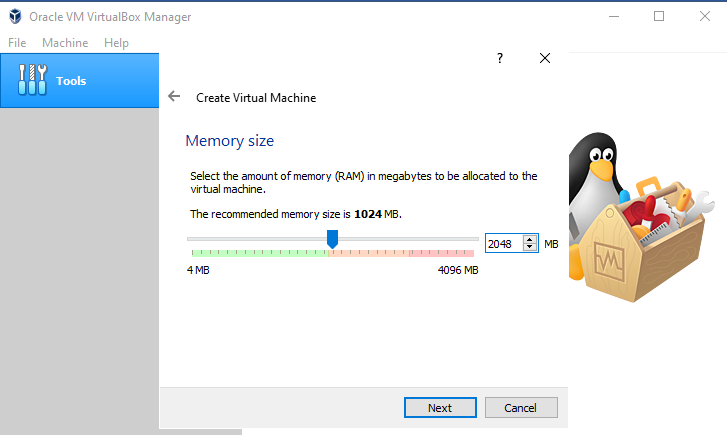 Oracle VM VirtualBox Manager
File Machine Help
?
Tools
Create Virtual Machine
Memory size
Select the amount of memory (RAM) in megabytes to be allocated to the
virtual machine.
The recommended memory size is 1024 MB.
2048 MB
4 MB 4096 MB
Next Cancel